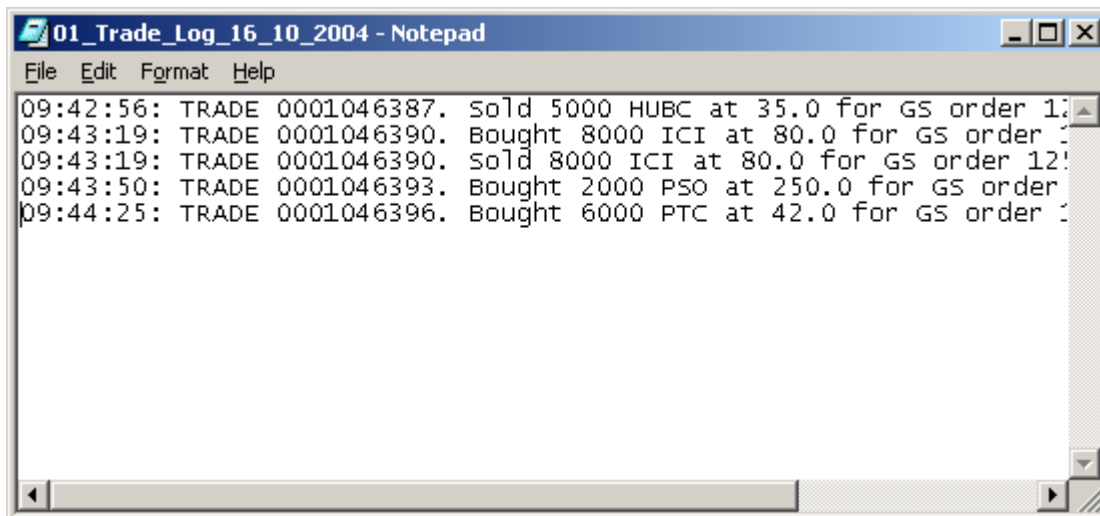 01_Trade_Log_16_10_2004 - Notepad
File Edit Format Help
09:42:56: TRADE 0001046387. Sold 5000 HUBC at 35.0 for GS order
09:43:19: TRADE 0001046390. Bought 8000 ICI at 80.0 for GS order
09:43:19: TRADE 0001046390. Sold 8000 ICI at 80.0 for GS order
09:43:50: TRADE 0001046393. Bought 2000 PSO at 250.0 for GS order
09:44:25: TRADE 0001046396. Bought 6000 PTC at 42.0 for GS order